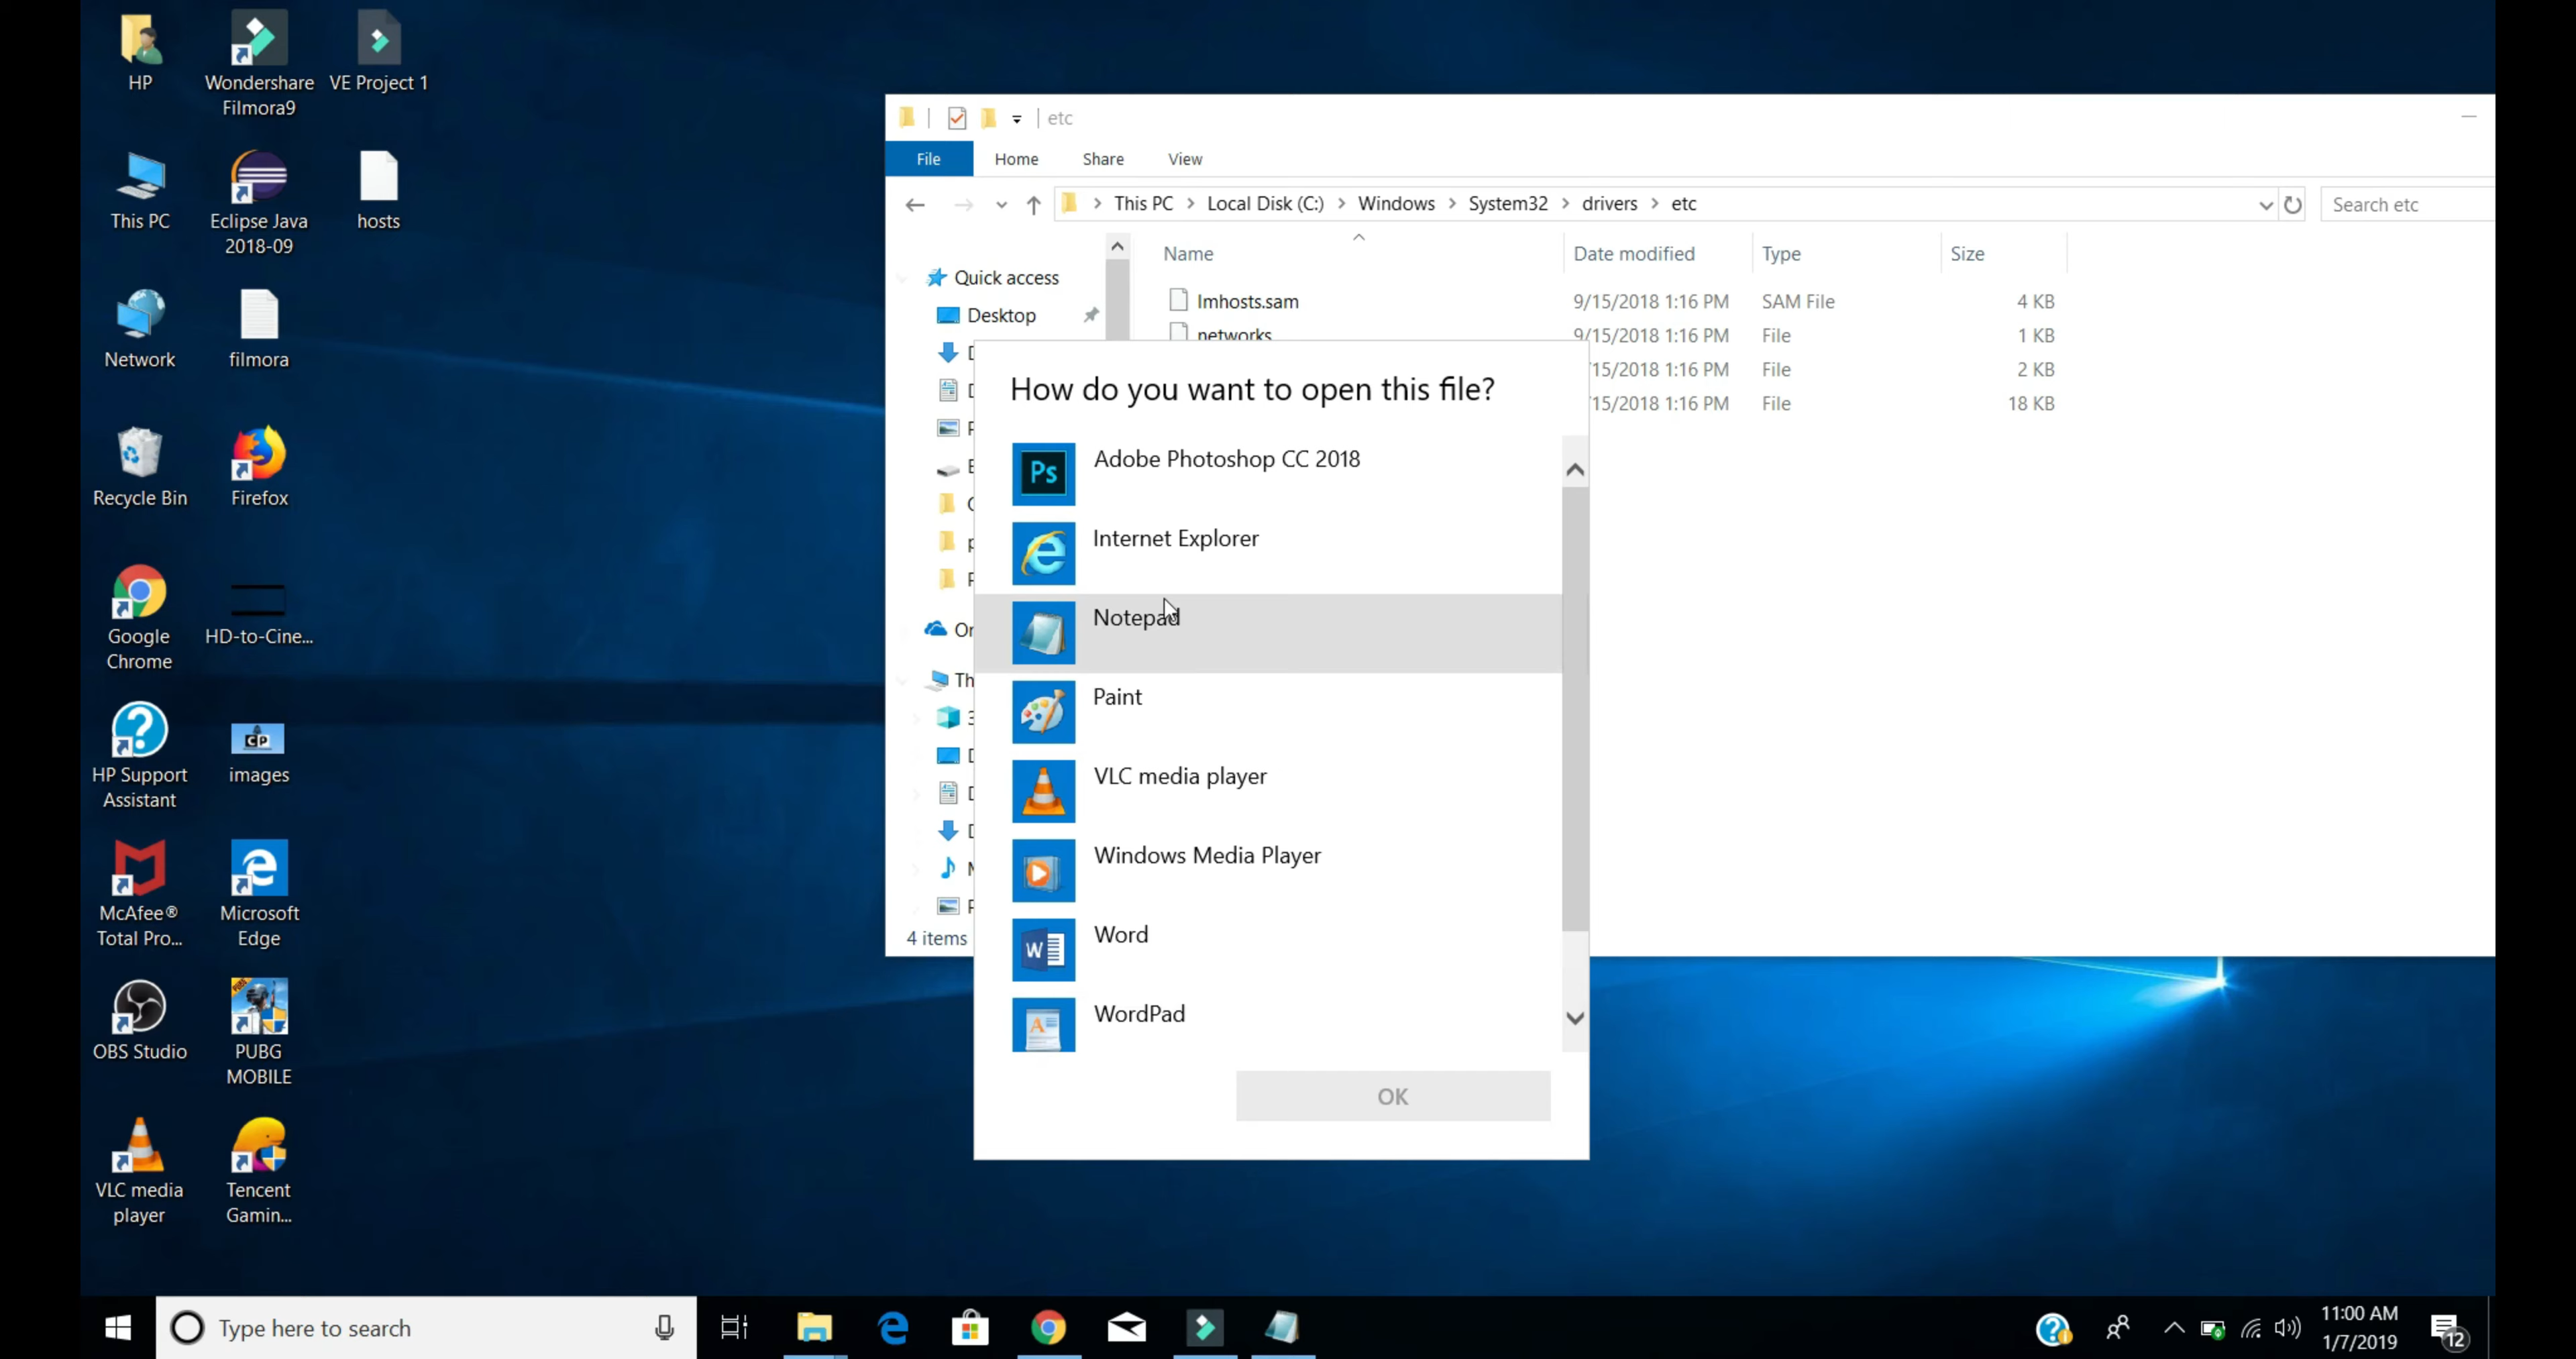 HP
Wondershare
Filmora9
VE Project 1
This PC
Eclipse Java
2018-09
hosts
Network
filmora
Recycle Bin
Firefox
Google
Chrome
HD-to-Cine...
HP Support
Assistant
CP
images
McAfee®
Total Pro...
Microsoft
Edge
OBS Studio
PUBG
MOBILE
VLC media
player
Tencent
Gamin...
etc
File Home Share View
This PC > Local Disk (C:) > Windows > System32 > drivers > etc
Search etc
Name Date modified Type Size
Quick access
Desktop
lmhosts.sam 9/15/2018 1:16 PM SAM File 4 KB
networks 9/15/2018 1:16 PM File 1 KB
/15/2018 1:16 PM File 2 KB
/15/2018 1:16 PM File 18 KB
4 items
How do you want to open this file?
Ps
Adobe Photoshop CC 2018
Internet Explorer
Notepad
Paint
VLC media player
Windows Media Player
Word
WordPad
OK
Type here to search
11:00 AM
1/7/2019
12